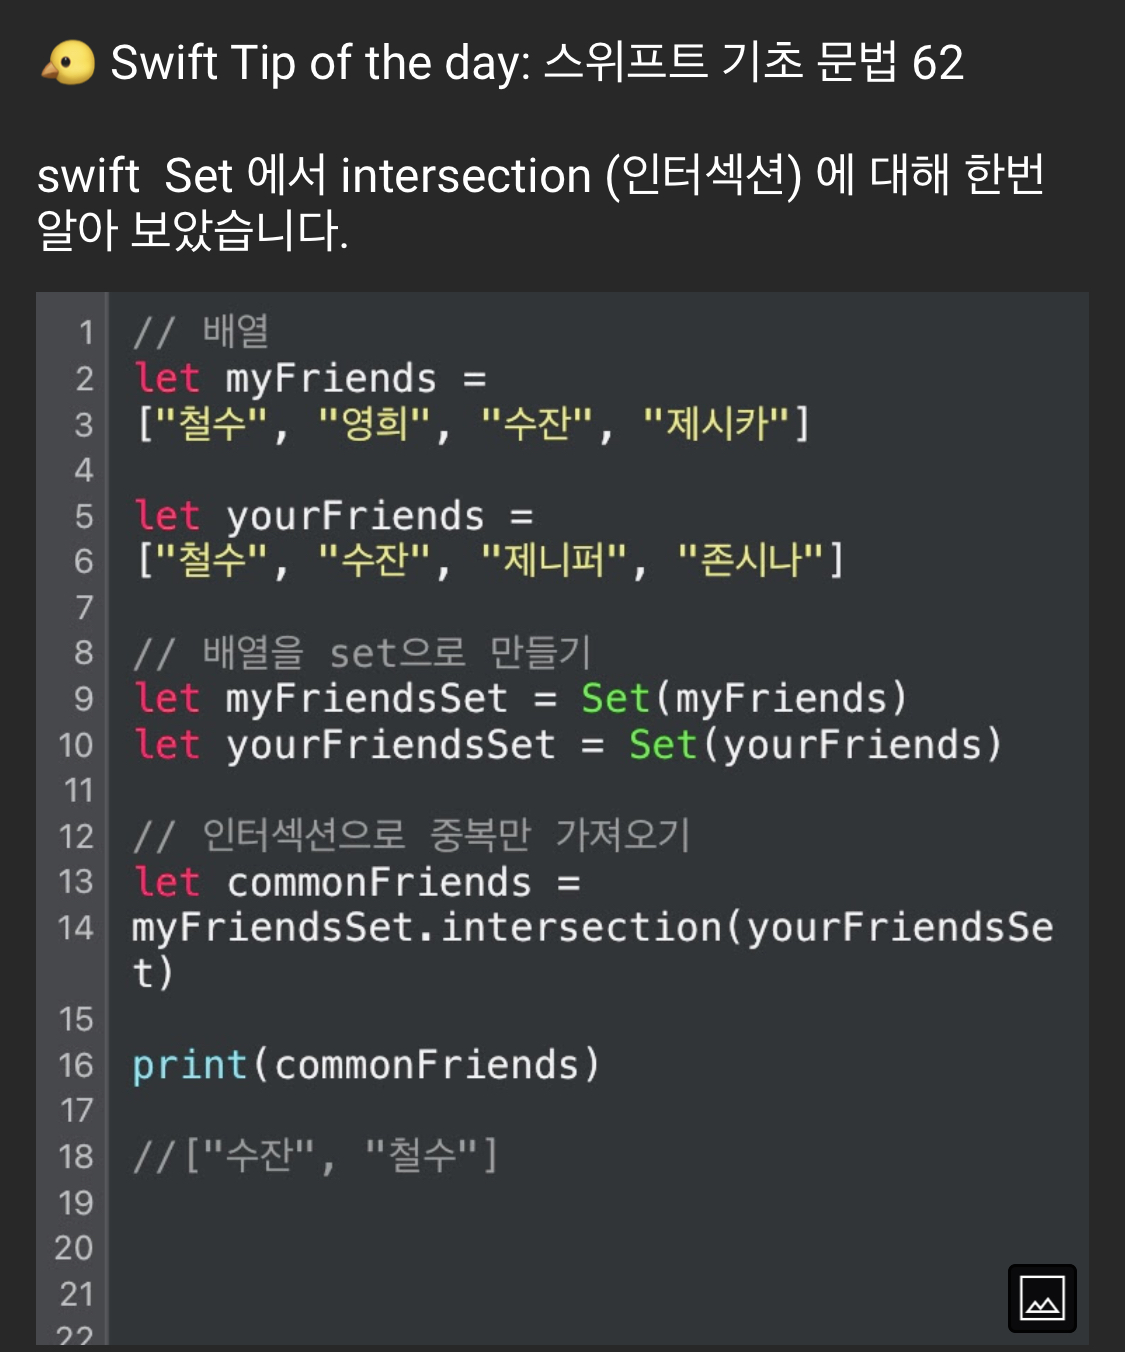 🐤 Swift Tip of the day: 스위프트 기초 문법 62
swift  Set 에서 intersection (인터섹션) 에 대해 한번
알아 보았습니다.
1 // 배열
2 let myFriends =
3 ["철수", "영희", "수잔", "제시카"]
4
5 let yourFriends =
6 ["철수", "수잔", "제니퍼", "존시나"]
7
8 // 배열을 set으로 만들기
9 let myFriendsSet = Set(myFriends)
10 let yourFriendsSet = Set(yourFriends)
11
12 // 인터섹션으로 중복만 가져오기
13 let commonFriends =
14 myFriendsSet.intersection(yourFriendsSe
t)
15
16 print(commonFriends)
17
18 //["수잔", "철수"]
19
20
21
22